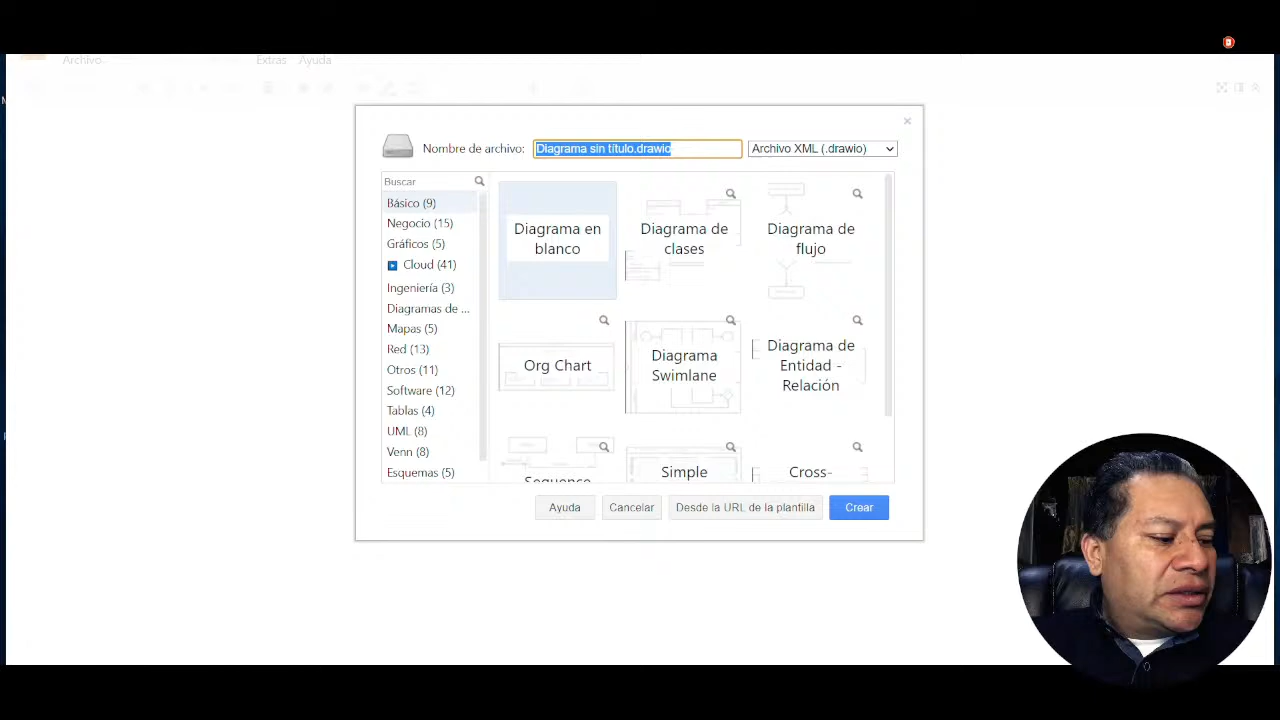 Archivo
Extras
Ayuda
Nombre de archivo:
Diagrama sin título.drawio
Archivo XML (.drawio)
Buscar
Básico (9)
Negocio (15)
Gráficos (5)
Cloud (41)
Ingeniería (3)
Diagramas de ...
Mapas (5)
Red (13)
Otros (11)
Software (12)
Tablas (4)
UML (8)
Venn (8)
Esquemas (5)
Diagrama en
blanco
Diagrama de
clases
Diagrama de
flujo
Org Chart
Diagrama
Swimlane
Diagrama de
Entidad -
Relación
Sequence
Simple
Cross-
Ayuda
Cancelar
Desde la URL de la plantilla
Crear